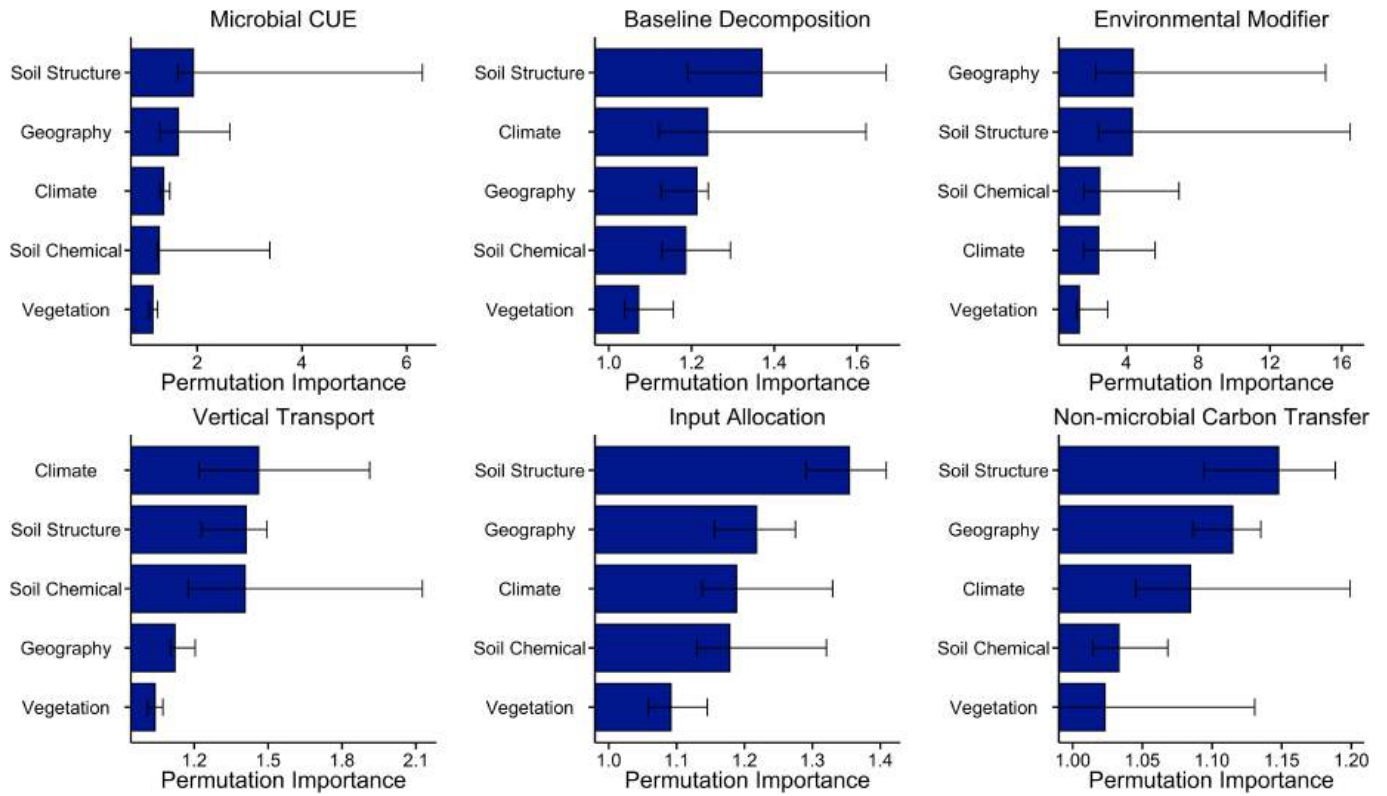 Microbial CUE
Soil Structure
Geography
Climate
Soil Chemical
Vegetation
2 4 6
Permutation Importance
Baseline Decomposition
Soil Structure
Climate
Geography
Soil Chemical
Vegetation
1.0 1.2 1.4 1.6
Permutation Importance
Environmental Modifier
Geography
Soil Structure
Soil Chemical
Climate
Vegetation
4 8 12 16
Permutation Importance
Vertical Transport
Climate
Soil Structure
Soil Chemical
Geography
Vegetation
1.2 1.5 1.8 2.1
Permutation Importance
Input Allocation
Soil Structure
Geography
Climate
Soil Chemical
Vegetation
1.0 1.1 1.2 1.3 1.4
Permutation Importance
Non-microbial Carbon Transfer
Soil Structure
Geography
Climate
Soil Chemical
Vegetation
1.00 1.05 1.10 1.15 1.20
Permutation Importance